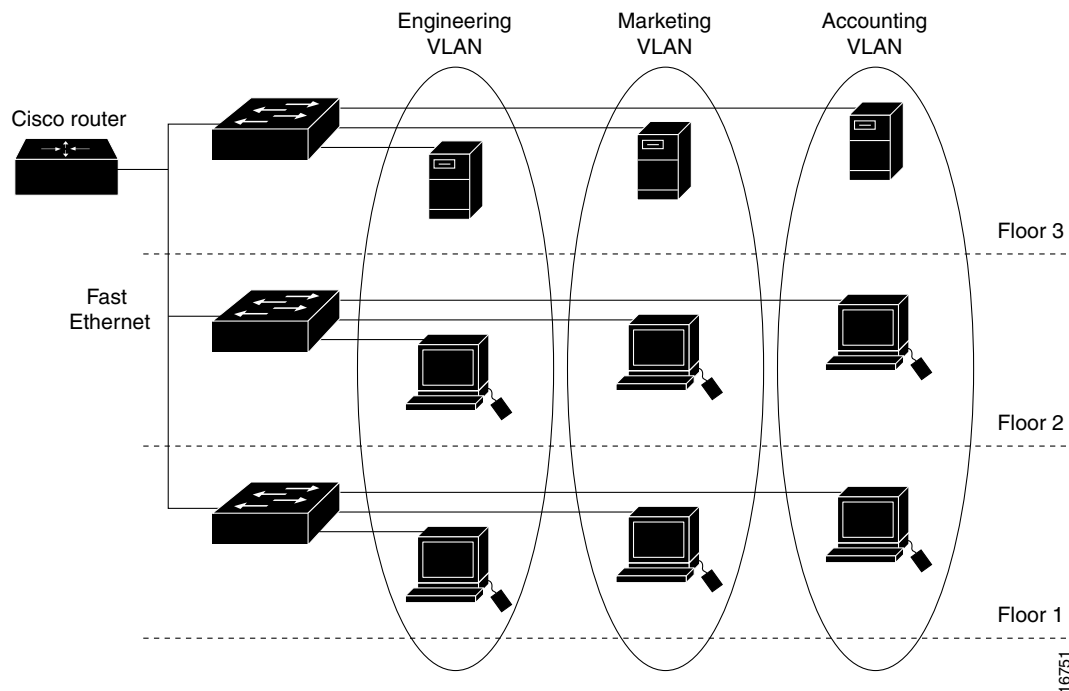 Engineering
VLAN
Marketing
VLAN
Accounting
VLAN
Cisco router
Floor 3
Fast
Ethernet
Floor 2
Floor 1
16751